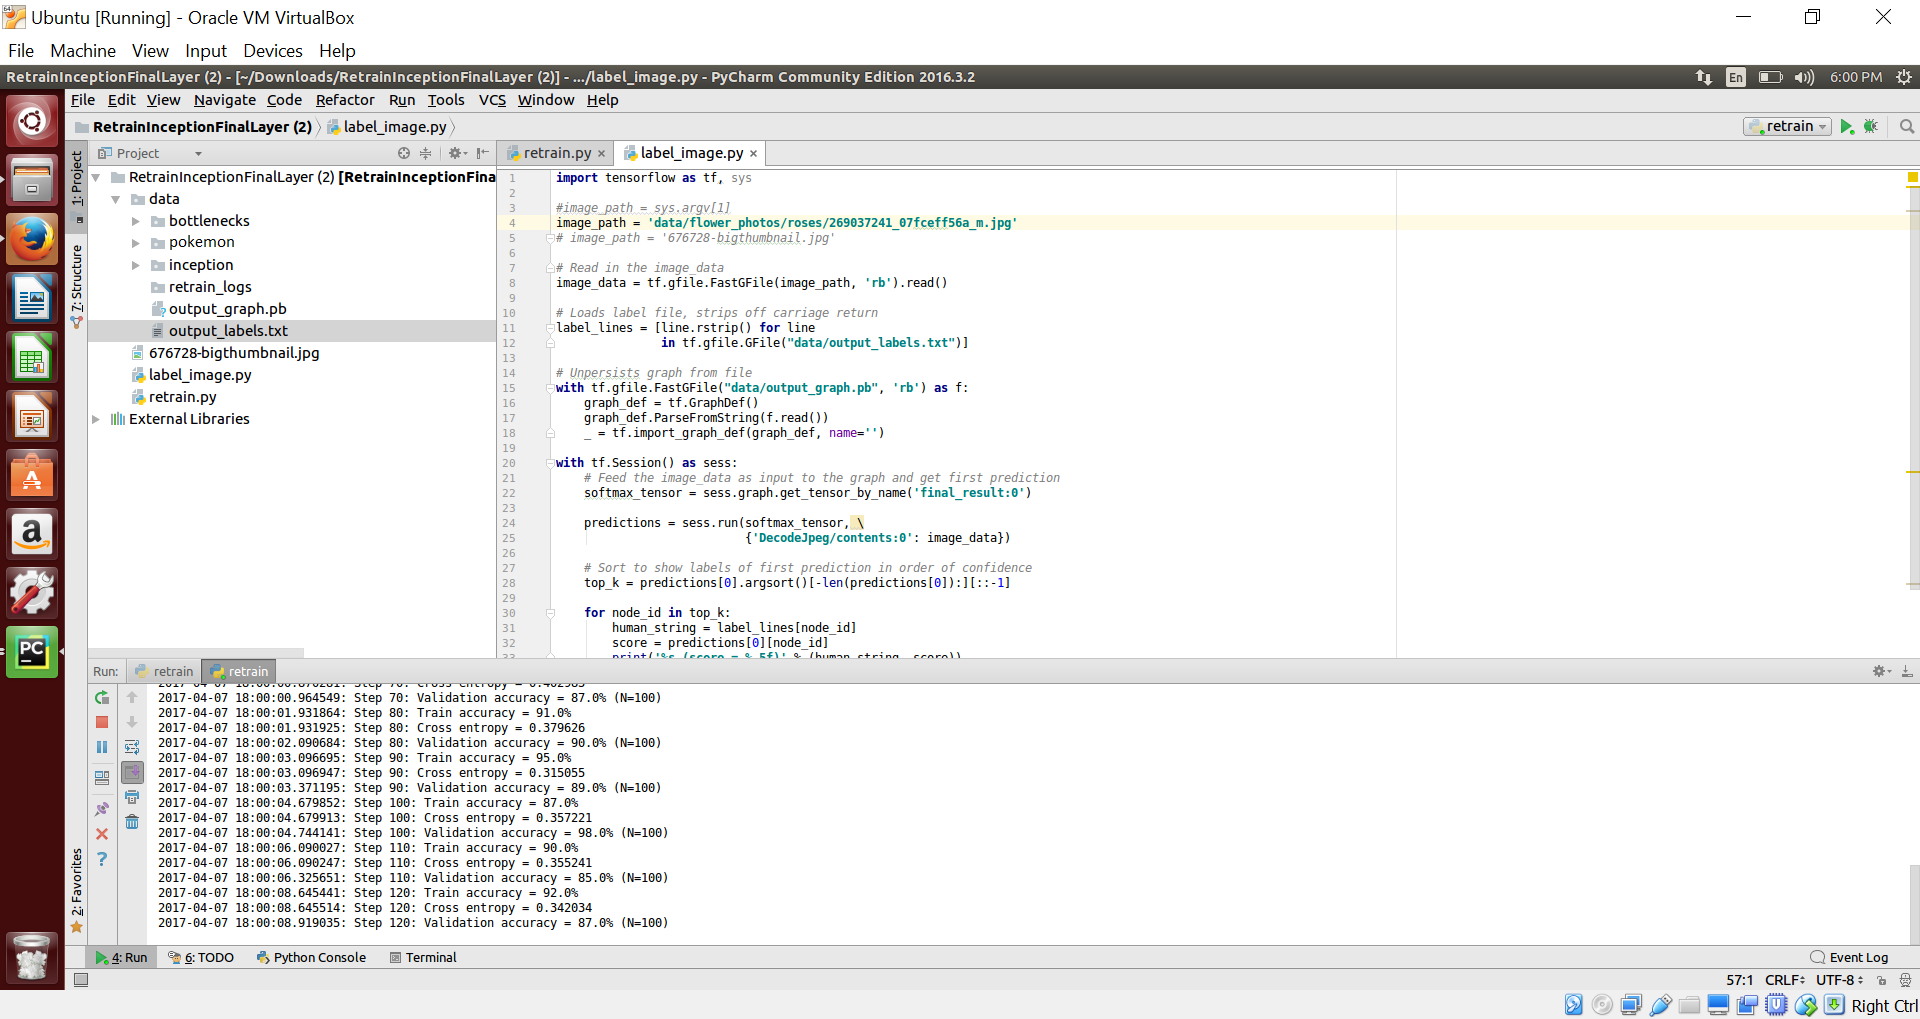 Ubuntu [Running] - Oracle VM VirtualBox
File Machine View Input Devices Help
RetrainInceptionFinalLayer (2) - [~/Downloads/RetrainInceptionFinalLayer (2)] - .../label_image.py - PyCharm Community Edition 2016.3.2
En 6:00 PM
File Edit View Navigate Code Refactor Run Tools VCS Window Help
RetrainInceptionFinalLayer (2) label_image.py retrain
1: Project
7: Structure
2: Favorites
Project
RetrainInceptionFinalLayer (2) [RetrainInceptionFina
data
bottlenecks
pokemon
inception
retrain_logs
output_graph.pb
output_labels.txt
676728-bigthumbnail.jpg
label_image.py
retrain.py
External Libraries
retrain.py × label_image.py ×
1 import tensorflow as tf, sys
2
3 #image_path = sys.argv[1]
4 image_path = 'data/flower_photos/roses/269037241_07fceff56a_m.jpg'
5 # image_path = '676728-bigthumbnail.jpg'
6
7 # Read in the image_data
8 image_data = tf.gfile.FastGFile(image_path, 'rb').read()
9
10 # Loads label file, strips off carriage return
11 label_lines = [line.rstrip() for line
12 in tf.gfile.GFile("data/output_labels.txt")]
13
14 # Unpersists graph from file
15 with tf.gfile.FastGFile("data/output_graph.pb", 'rb') as f:
16 graph_def = tf.GraphDef()
17 graph_def.ParseFromString(f.read())
18 _ = tf.import_graph_def(graph_def, name='')
19
20 with tf.Session() as sess:
21 # Feed the image_data as input to the graph and get first prediction
22 softmax_tensor = sess.graph.get_tensor_by_name('final_result:0')
23
24 predictions = sess.run(softmax_tensor, \
25 {'DecodeJpeg/contents:0': image_data})
26
27 # Sort to show labels of first prediction in order of confidence
28 top_k = predictions[0].argsort()[-len(predictions[0]):][::-1]
29
30 for node_id in top_k:
31 human_string = label_lines[node_id]
32 score = predictions[0][node_id]
33 print('%s (score = %.5f)' % (human_string, score))
Run: retrain retrain
2017-04-07 18:00:00.964549: Step 70: Validation accuracy = 87.0% (N=100)
2017-04-07 18:00:01.931864: Step 80: Train accuracy = 91.0%
2017-04-07 18:00:01.931925: Step 80: Cross entropy = 0.379626
2017-04-07 18:00:02.090684: Step 80: Validation accuracy = 90.0% (N=100)
2017-04-07 18:00:03.096695: Step 90: Train accuracy = 95.0%
2017-04-07 18:00:03.096947: Step 90: Cross entropy = 0.315055
2017-04-07 18:00:03.371195: Step 90: Validation accuracy = 89.0% (N=100)
2017-04-07 18:00:04.679852: Step 100: Train accuracy = 87.0%
2017-04-07 18:00:04.679913: Step 100: Cross entropy = 0.357221
2017-04-07 18:00:04.744141: Step 100: Validation accuracy = 98.0% (N=100)
2017-04-07 18:00:06.090027: Step 110: Train accuracy = 90.0%
2017-04-07 18:00:06.090247: Step 110: Cross entropy = 0.355241
2017-04-07 18:00:06.325651: Step 110: Validation accuracy = 85.0% (N=100)
2017-04-07 18:00:08.645441: Step 120: Train accuracy = 92.0%
2017-04-07 18:00:08.645514: Step 120: Cross entropy = 0.342034
2017-04-07 18:00:08.919035: Step 120: Validation accuracy = 87.0% (N=100)
4: Run 6: TODO Python Console Terminal Event Log
57:1 CRLF UTF-8
Right Ctrl